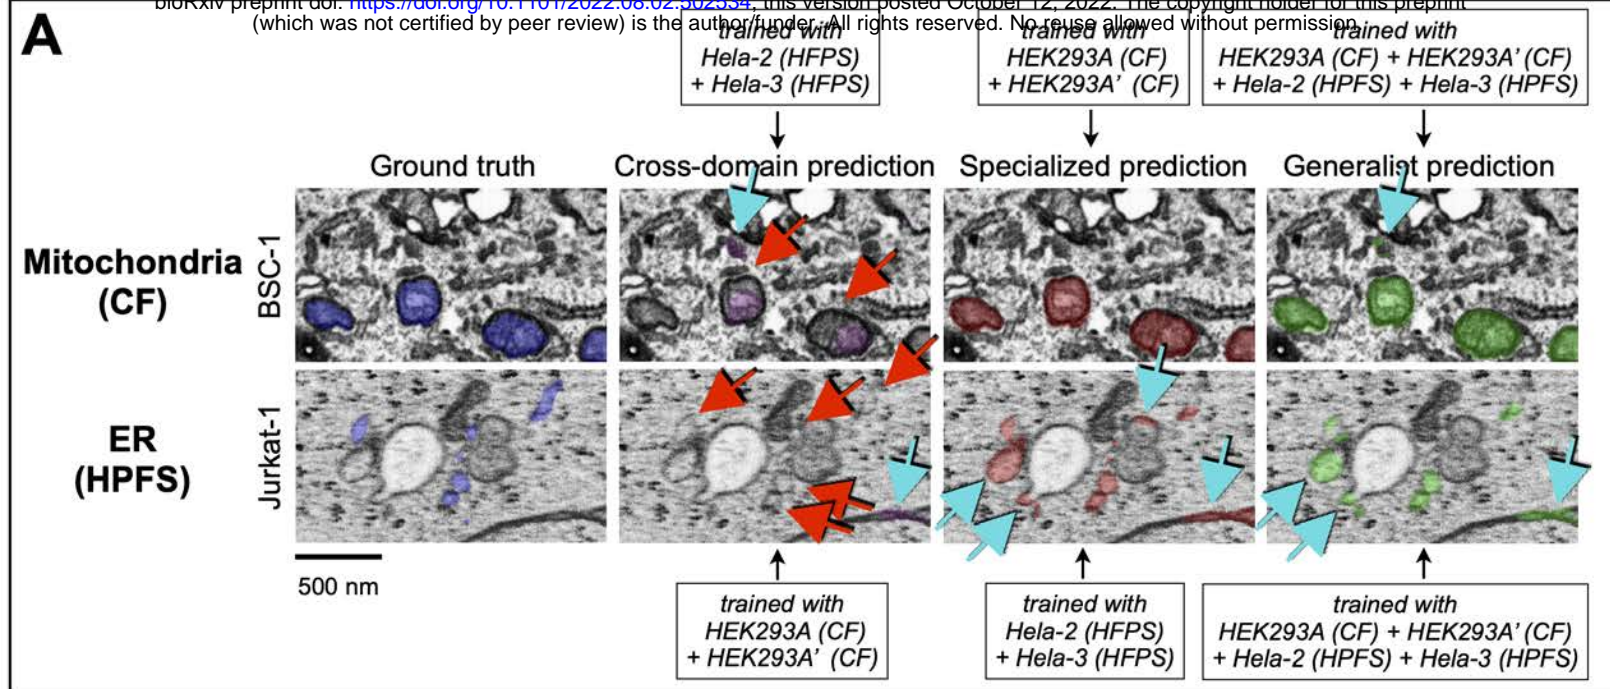 bioRxiv preprint doi: https://doi.org/10.1101/2022.08.02.502534; this version posted October 12, 2022. The copyright holder for this preprint
(which was not certified by peer review) is the author/funder. All rights reserved. No reuse allowed without permission.
A
trained with
Hela-2 (HFPS)
+ Hela-3 (HFPS)
trained with
HEK293A (CF)
+ HEK293A’ (CF)
trained with
HEK293A (CF) + HEK293A’ (CF)
+ Hela-2 (HPFS) + Hela-3 (HPFS)
Ground truth
Cross-domain prediction
Specialized prediction
Generalist prediction
Mitochondria
(CF)
BSC-1
ER
(HPFS)
Jurkat-1
500 nm
trained with
HEK293A (CF)
+ HEK293A’ (CF)
trained with
Hela-2 (HFPS)
+ Hela-3 (HFPS)
trained with
HEK293A (CF) + HEK293A’ (CF)
+ Hela-2 (HPFS) + Hela-3 (HPFS)